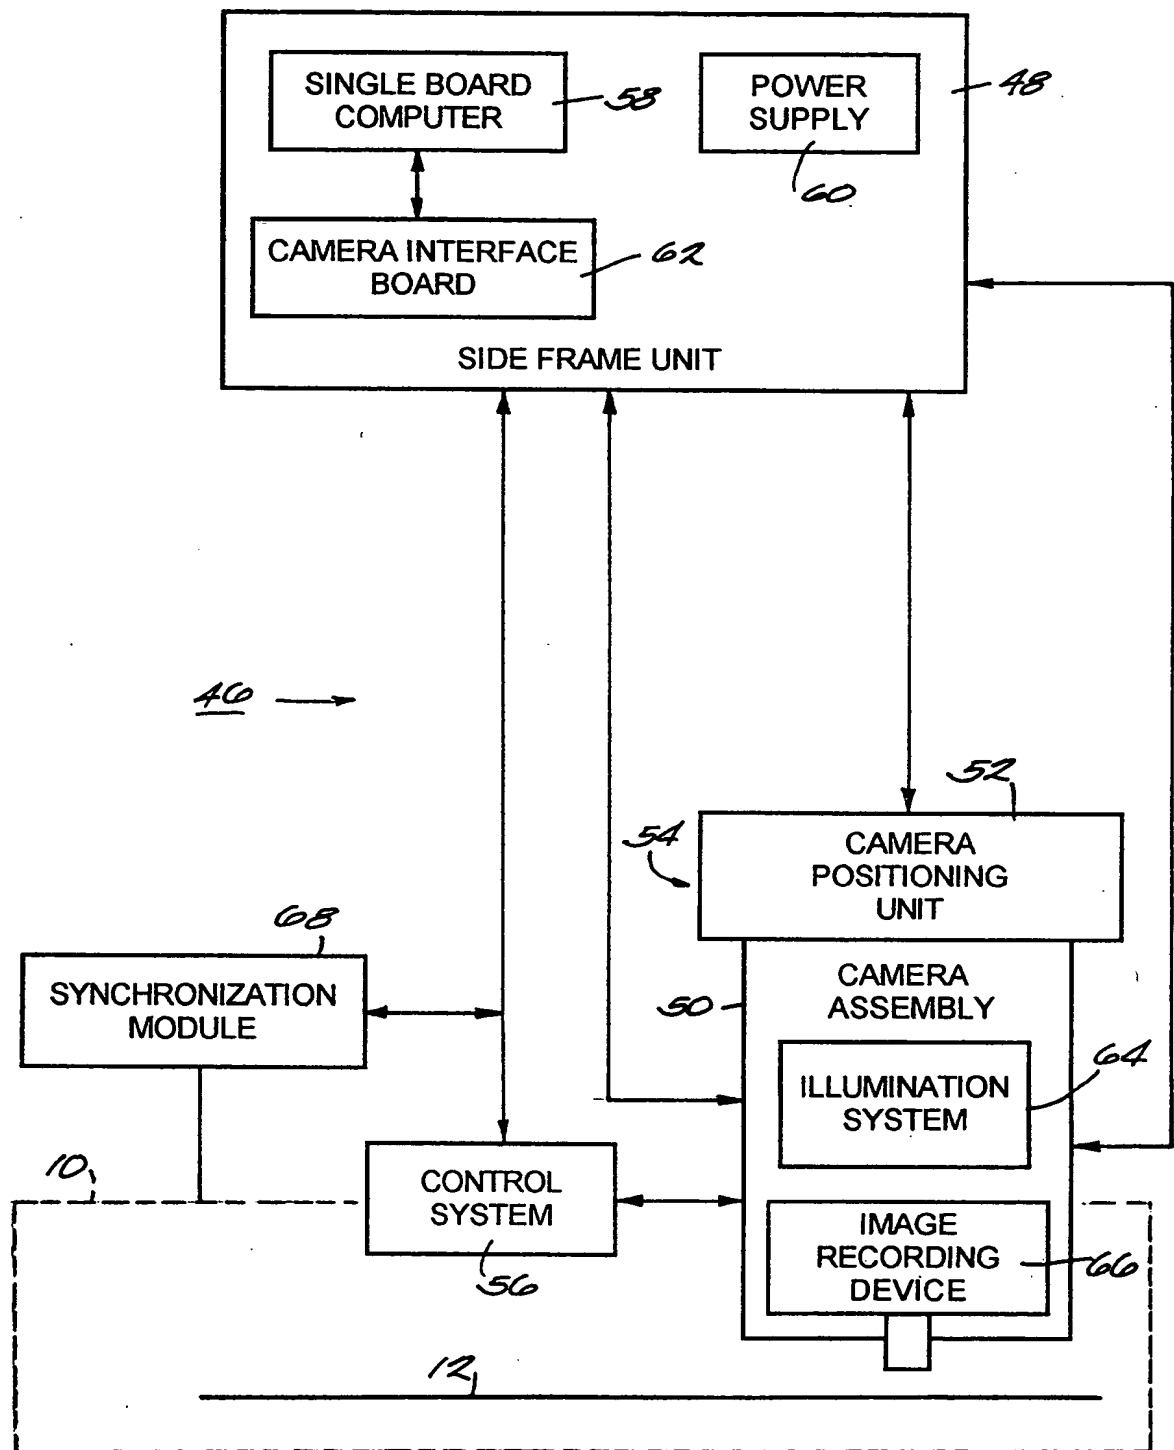 SINGLE BOARD
COMPUTER
58
POWER
SUPPLY
60
48
CAMERA INTERFACE
BOARD
62
SIDE FRAME UNIT
46
52
54
CAMERA
POSITIONING
UNIT
68
SYNCHRONIZATION
MODULE
50
CAMERA
ASSEMBLY
64
ILLUMINATION
SYSTEM
10
CONTROL
SYSTEM
56
IMAGE
RECORDING
DEVICE
66
12